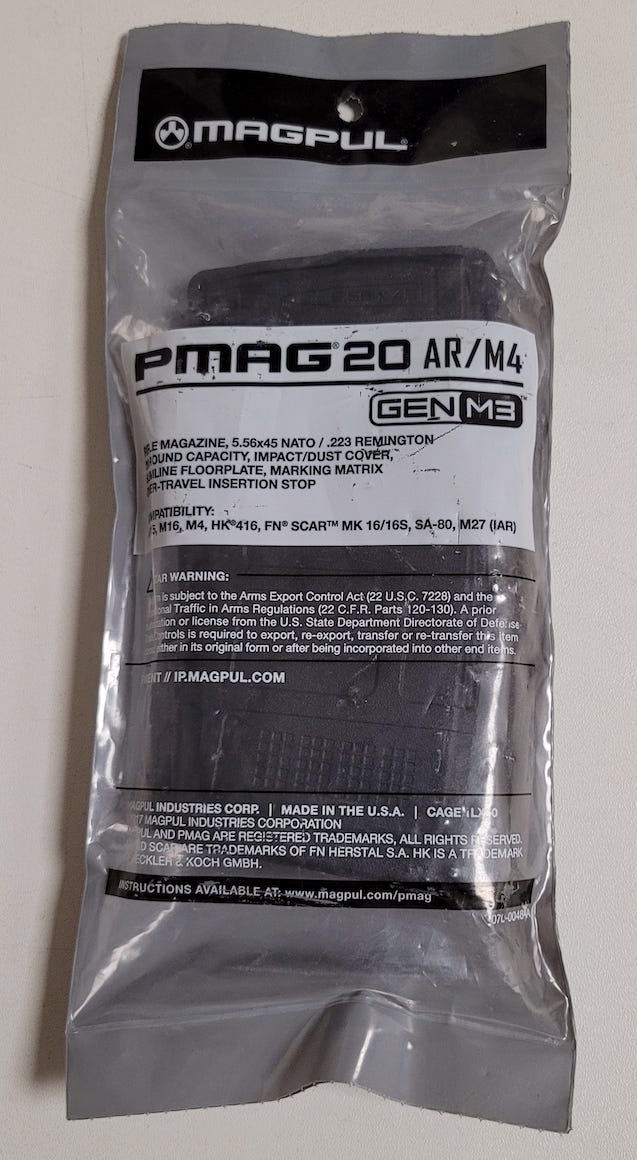 MAGPUL®
PMAG® 20 AR/M4
GEN M3™
MAGAZINE, 5.56x45 NATO / .223 REMINGTON
CAPACITY, IMPACT/DUST COVER,
FLOORPLATE, MARKING MATRIX
INSERTION STOP
M16, M4, HK®416, FN® SCAR™ MK 16/16S, SA-80, M27 (IAR)
WARNING:
is subject to the Arms Export Control Act (22 U.S.C. 7228) and the
Traffic in Arms Regulations (22 C.F.R. Parts 120-130). A prior
or license from the U.S. State Department Directorate of Defense
Controls is required to export, re-export, transfer or re-transfer this item
either in its original form or after being incorporated into other end items.
// IP.MAGPUL.COM
INDUSTRIES CORP. | MADE IN THE U.S.A. | CAGE
MAGPUL INDUSTRIES CORPORATION
AND PMAG ARE REGISTERED TRADEMARKS, ALL RIGHTS RESERVED.
SCAR ARE TRADEMARKS OF FN HERSTAL S.A. HK IS A TRADEMARK
KOCH GMBH.
INSTRUCTIONS AVAILABLE AT: www.magpul.com/pmag